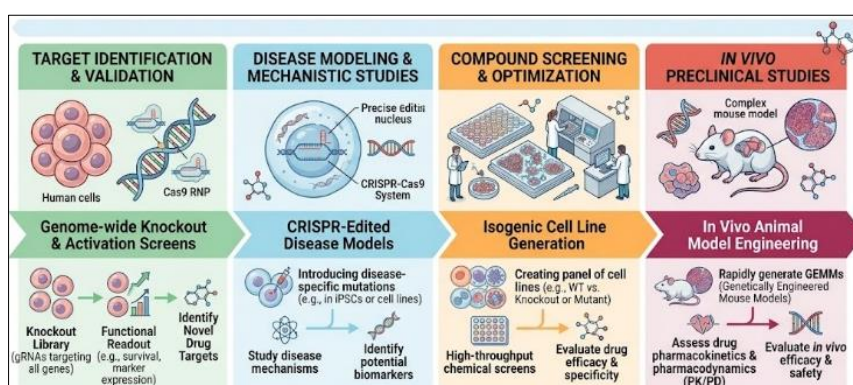 TARGET IDENTIFICATION
& VALIDATION
Human cells
Cas9 RNP
Genome-wide Knockout
& Activation Screens
Knockout
Library
(gRNAs targeting
all genes)
Functional
Readout
(e.g., survival,
marker
expression)
Identify
Novel
Drug
Targets
DISEASE MODELING &
MECHANISTIC STUDIES
Precise editin
nucleus
CRISPR-Cas9
System
CRISPR-Edited
Disease Models
Introducing disease-
specific mutations
(e.g., in iPSCs or cell lines)
Study disease
mechanisms
Identify
potential
biomarkers
COMPOUND SCREENING
& OPTIMIZATION
Isogenic Cell Line
Generation
Creating panel of cell
lines (e.g., WT vs.
Knockout or Mutant)
High-throughput
chemical screens
Evaluate drug
efficacy & specificity
IN VIVO
PRECLINICAL STUDIES
Complex
mouse model
In Vivo Animal
Model Engineering
Rapidly generate GEMMs
(Genetically Engineered
Mouse Models)
Assess drug
pharmacokinetics &
pharmacodynamics
(PK/PD)
Evaluate in vivo
efficacy &
safety